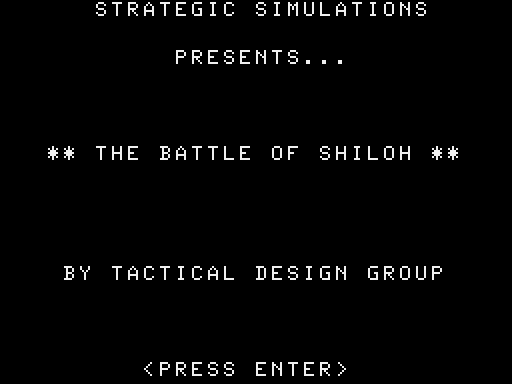 STRATEGIC SIMULATIONS
PRESENTS...
** THE BATTLE OF SHILOH **
BY TACTICAL DESIGN GROUP
<PRESS ENTER>